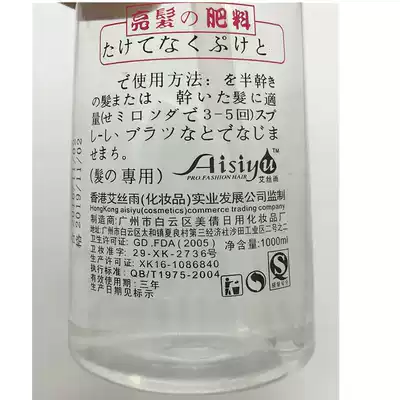 亮髪の肥料
たけてなくぷけと
そ使用方法：を半幹き
の髪または、幹いた髪に適
量(せミロンダで3-5回)スプ
レーレ、ブラツなとでなじま
せまち。
(髪の専用)
Aisiyu™
PRO.FASHION HAIR 艾丝雨
香港艾丝雨(化妆品)实业发展公司监制
HongKong aisiyu(cosmetics)commerce trading company
制造商:广州市白云区美倩日用化妆品厂
地址:广州市白云区太和镇夏良村第三经济社沙田工业区二号之二
卫生许可证: GD.FDA (2005)
卫妆准字: 29-XK-2736号
生产许可证: XK16-1086840
执行标准: QB/T1975-2004
有效使用期:三年
生产日期见标示
净含量: 1000ml